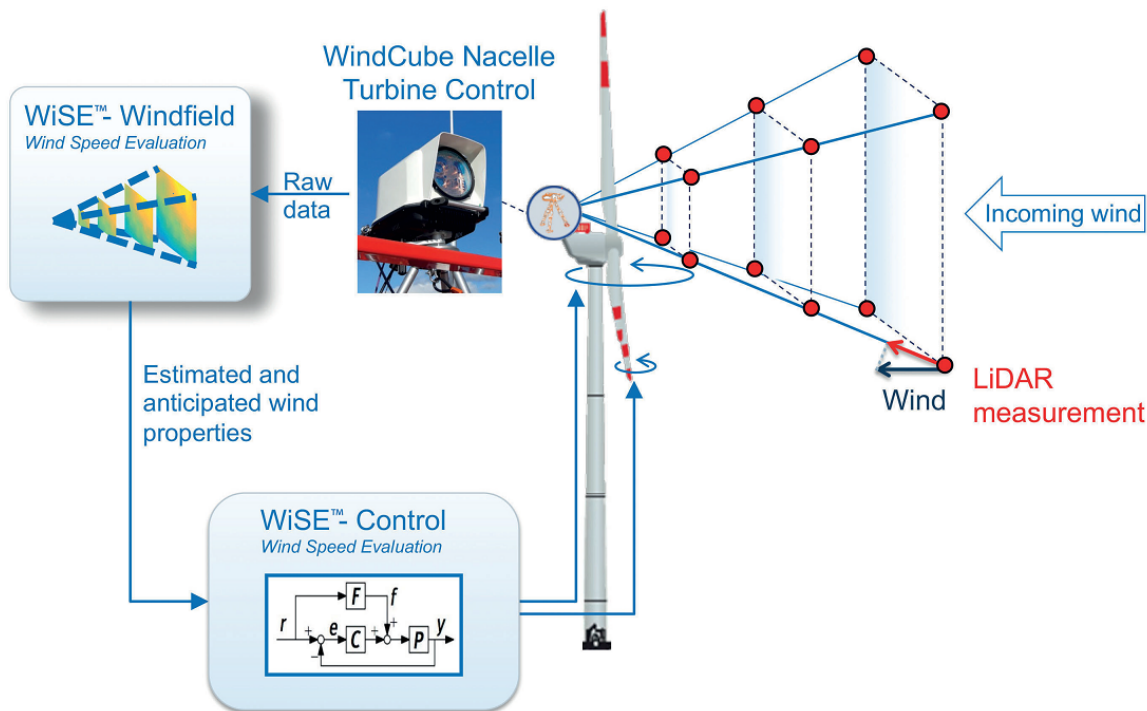 WindCube Nacelle
Turbine Control
WiSE™- Windfield
Wind Speed Evaluation
Raw
data
Incoming wind
Estimated and
anticipated wind
properties
Wind
LiDAR
measurement
WiSE™- Control
Wind Speed Evaluation
F
f
r
+
e
C
+
+
P
y
−